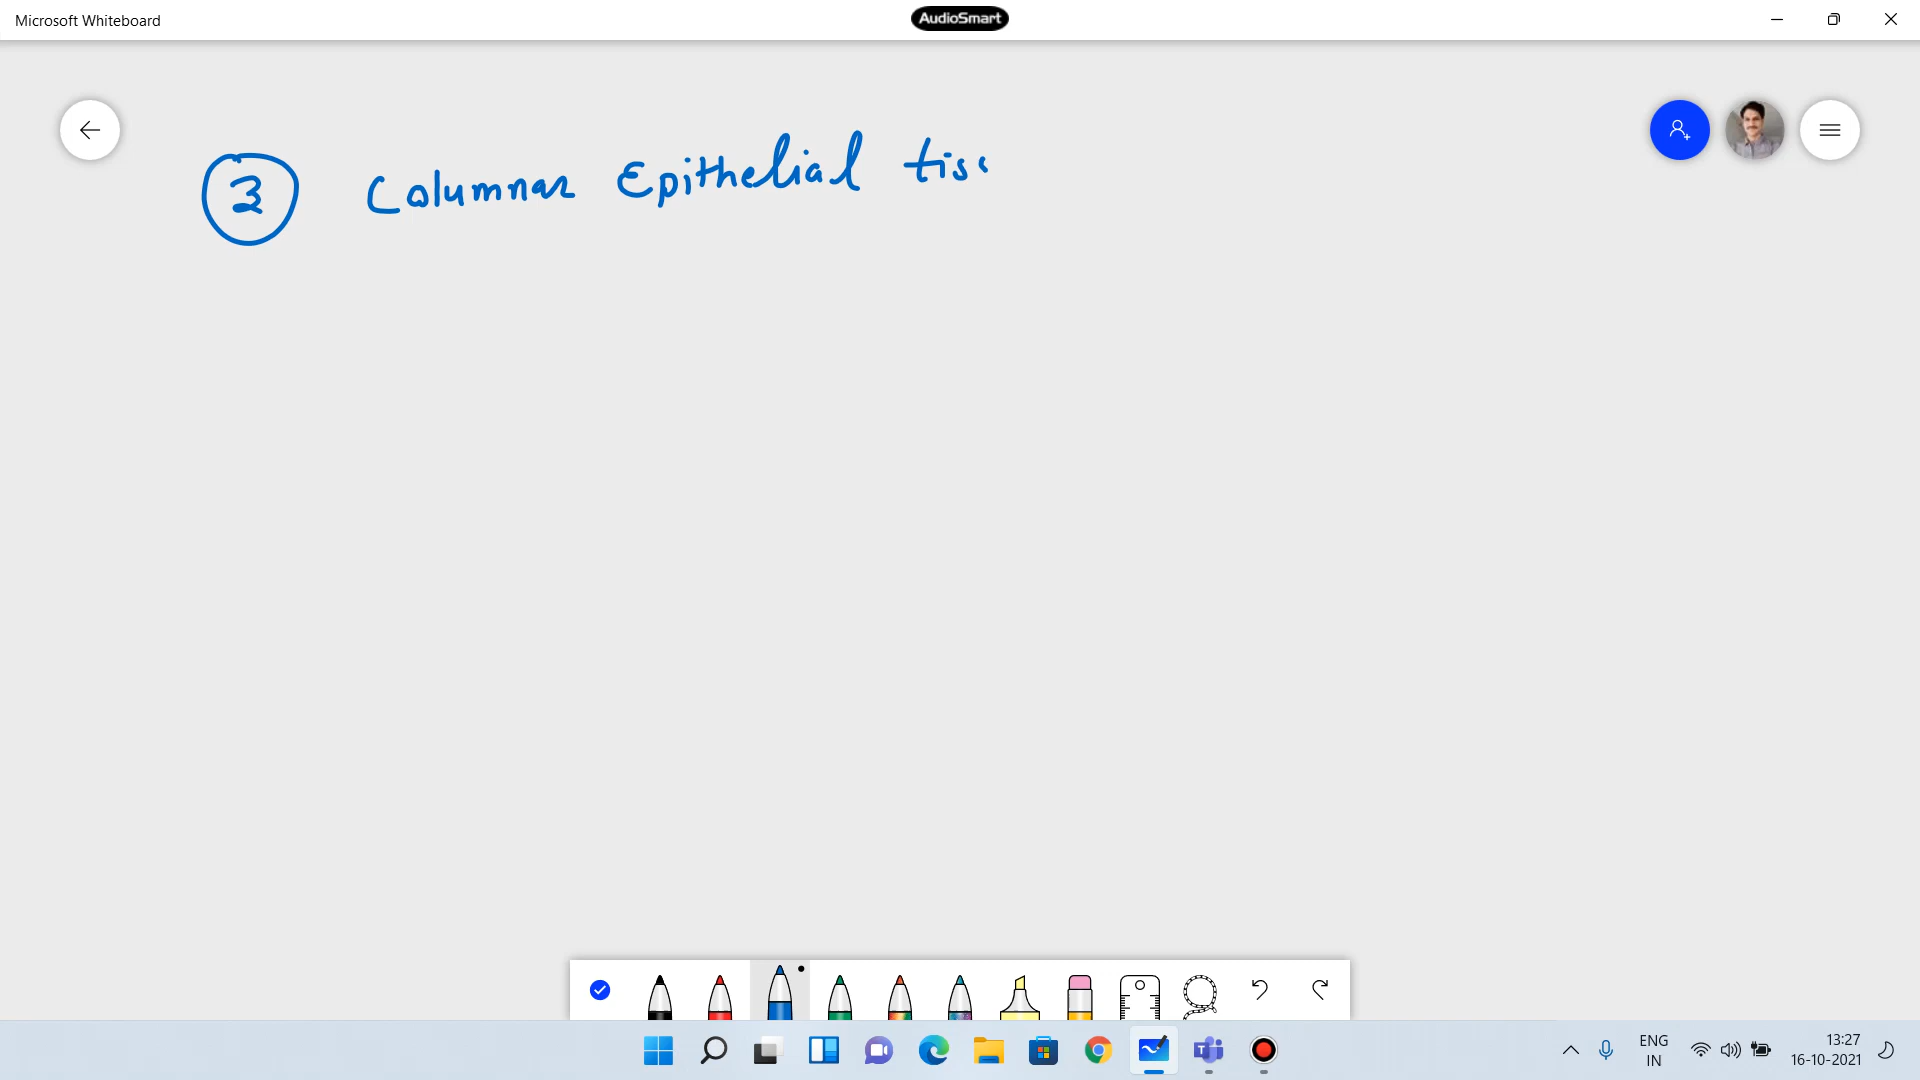 Microsoft Whiteboard
AudioSmart
3 Columnar Epithelial tiss
ENG
IN
13:27
16-10-2021